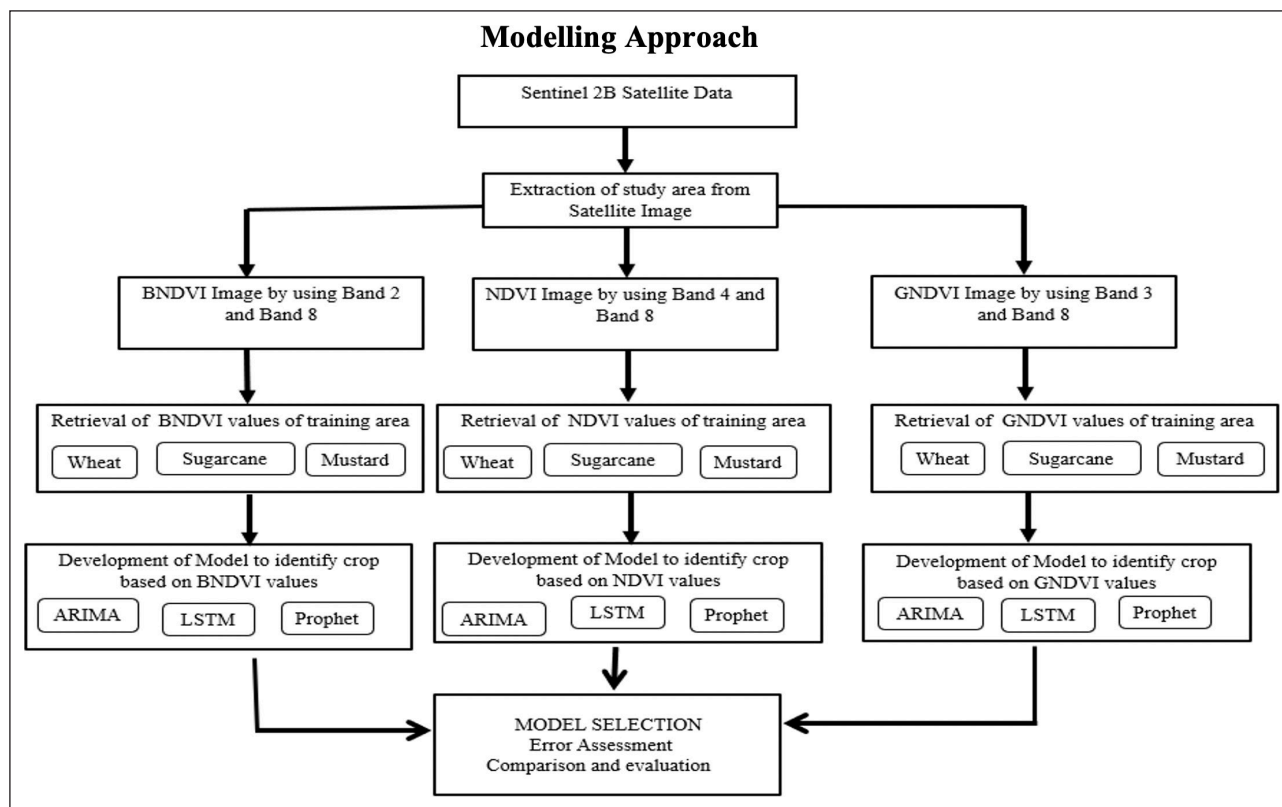 Modelling Approach
Sentinel 2B Satellite Data
Extraction of study area from
Satellite Image
BNDVI Image by using Band 2
and Band 8
NDVI Image by using Band 4 and
Band 8
GNDVI Image by using Band 3
and Band 8
Retrieval of BNDVI values of training area
Wheat
Sugarcane
Mustard
Retrieval of NDVI values of training area
Wheat
Sugarcane
Mustard
Retrieval of GNDVI values of training area
Wheat
Sugarcane
Mustard
Development of Model to identify crop
based on BNDVI values
ARIMA
LSTM
Prophet
Development of Model to identify crop
based on NDVI values
ARIMA
LSTM
Prophet
Development of Model to identify crop
based on GNDVI values
ARIMA
LSTM
Prophet
MODEL SELECTION
Error Assessment
Comparison and evaluation